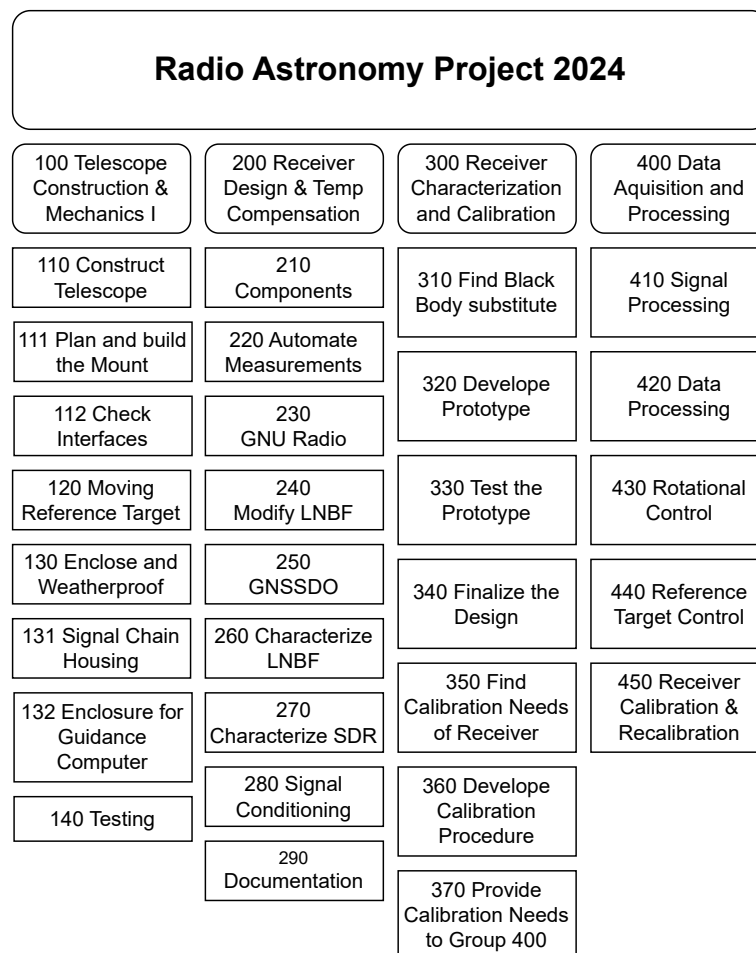 Radio Astronomy Project 2024
100 Telescope
Construction &
Mechanics I
110 Construct
Telescope
111 Plan and build
the Mount
112 Check
Interfaces
120 Moving
Reference Target
130 Enclose and
Weatherproof
131 Signal Chain
Housing
132 Enclosure for
Guidance
Computer
140 Testing
200 Receiver
Design & Temp
Compensation
210
Components
220 Automate
Measurements
230
GNU Radio
240
Modify LNBF
250
GNSSDO
260 Characterize
LNBF
270
Characterize SDR
280 Signal
Conditioning
290
Documentation
300 Receiver
Characterization
and Calibration
310 Find Black
Body substitute
320 Develope
Prototype
330 Test the
Prototype
340 Finalize the
Design
350 Find
Calibration Needs
of Receiver
360 Develope
Calibration
Procedure
370 Provide
Calibration Needs
to Group 400
400 Data
Aquisition and
Processing
410 Signal
Processing
420 Data
Processing
430 Rotational
Control
440 Reference
Target Control
450 Receiver
Calibration &
Recalibration